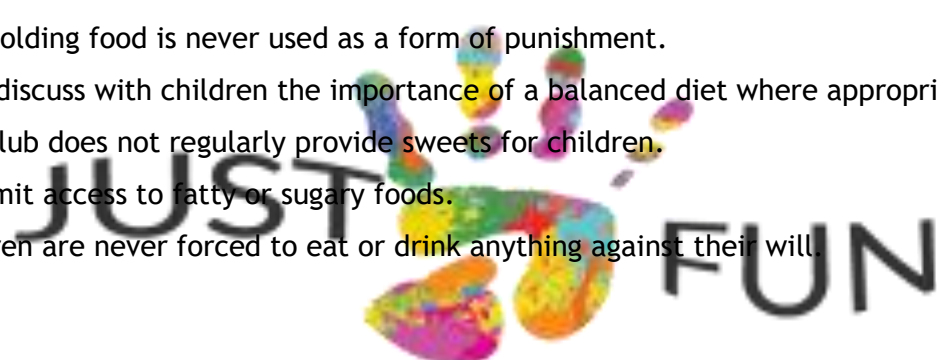 olding food is never used as a form of punishment.
discuss with children the importance of a balanced diet where appropri
lub does not regularly provide sweets for children.
mit access to fatty or sugary foods.
en are never forced to eat or drink anything against their will.
JUST FUN